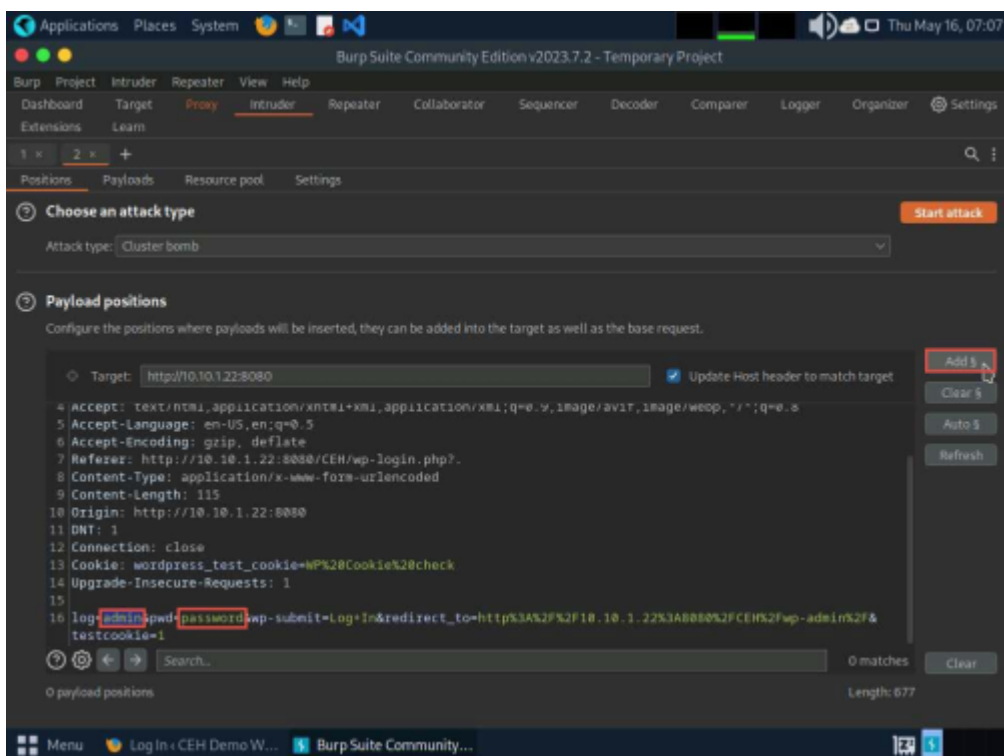 Applications Places System Thu May 16, 07:07
Burp Suite Community Edition v2023.7.2 - Temporary Project
Burp Project Intruder Repeater View Help
Dashboard Target Proxy Intruder Repeater Collaborator Sequencer Decoder Comparer Logger Organizer Settings
Extensions Learn
1 × 2 × +
Positions Payloads Resource pool Settings
Choose an attack type
Start attack
Attack type: Cluster bomb
Payload positions
Configure the positions where payloads will be inserted, they can be added into the target as well as the base request.
Add §
Target: http://10.10.1.22:8080 Update Host header to match target
Clear §
4 Accept: text/html,application/xhtml+xml,application/xml;q=0.9,image/avif,image/webp,*/*;q=0.8
5 Accept-Language: en-US,en;q=0.5
Auto §
6 Accept-Encoding: gzip, deflate
7 Referer: http://10.10.1.22:8080/CEH/wp-login.php?.
Refresh
8 Content-Type: application/x-www-form-urlencoded
9 Content-Length: 115
10 Origin: http://10.10.1.22:8080
11 DNT: 1
12 Connection: close
13 Cookie: wordpress_test_cookie=WP%20Cookie%20check
14 Upgrade-Insecure-Requests: 1
15
16 log=admin&pwd=password&wp-submit=Log+In&redirect_to=http%3A%2F%2F10.10.1.22%3A8080%2FCEH%2Fwp-admin%2F&
testcookie=1
Search... 0 matches Clear
0 payload positions Length: 677
Menu Log In ‹ CEH Demo W... Burp Suite Community...